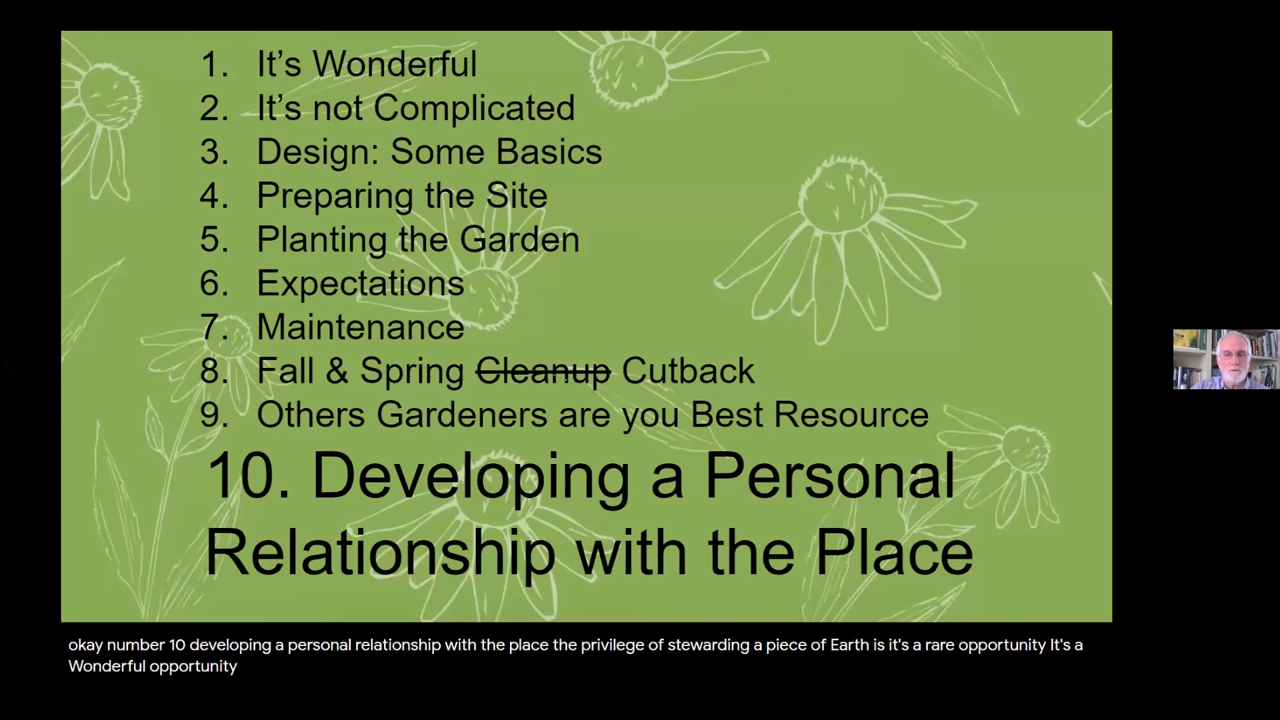 1. It's Wonderful
2. It's not Complicated
3. Design: Some Basics
4. Preparing the Site
5. Planting the Garden
6. Expectations
7. Maintenance
8. Fall & Spring Cleanup Cutback
9. Others Gardeners are you Best Resource
10. Developing a Personal
Relationship with the Place
okay number 10 developing a personal relationship with the place the privilege of stewarding a piece of Earth is it's a rare opportunity It's a
Wonderful opportunity